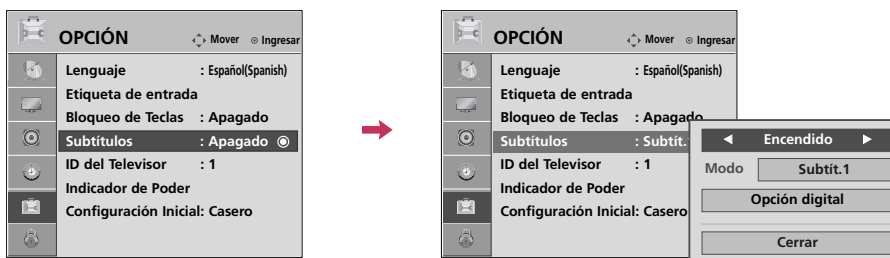 OPCIÓN Mover Ingresar
Lenguaje : Español(Spanish)
Etiqueta de entrada
Bloqueo de Teclas : Apagado
Subtítulos : Apagado
ID del Televisor : 1
Indicador de Poder
Configuración Inicial: Casero
OPCIÓN Mover Ingresar
Lenguaje : Español(Spanish)
Etiqueta de entrada
Bloqueo de Teclas : Apagado
Subtítulos : Subtít.
ID del Televisor : 1
Indicador de Poder
Configuración Inicial: Casero
Encendido
Modo Subtít.1
Opción digital
Cerrar